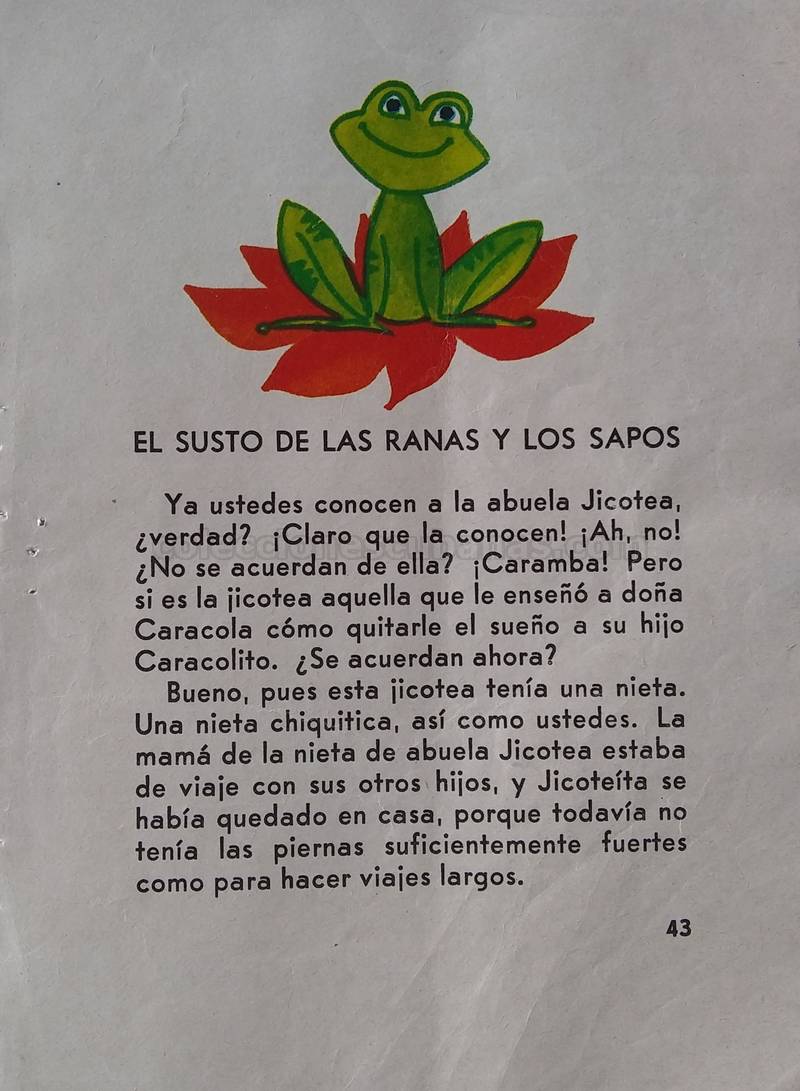 EL SUSTO DE LAS RANAS Y LOS SAPOS
Ya ustedes conocen a la abuela Jicotea,
¿verdad? ¡Claro que la conocen! ¡Ah, no!
¿No se acuerdan de ella? ¡Caramba! Pero
si es la jicotea aquella que le enseñó a doña
Caracola cómo quitarle el sueño a su hijo
Caracolito. ¿Se acuerdan ahora?
Bueno, pues esta jicotea tenía una nieta.
Una nieta chiquitica, así como ustedes. La
mamá de la nieta de abuela Jicotea estaba
de viaje con sus otros hijos, y Jicoteíta se
había quedado en casa, porque todavía no
tenía las piernas suficientemente fuertes
como para hacer viajes largos.
43